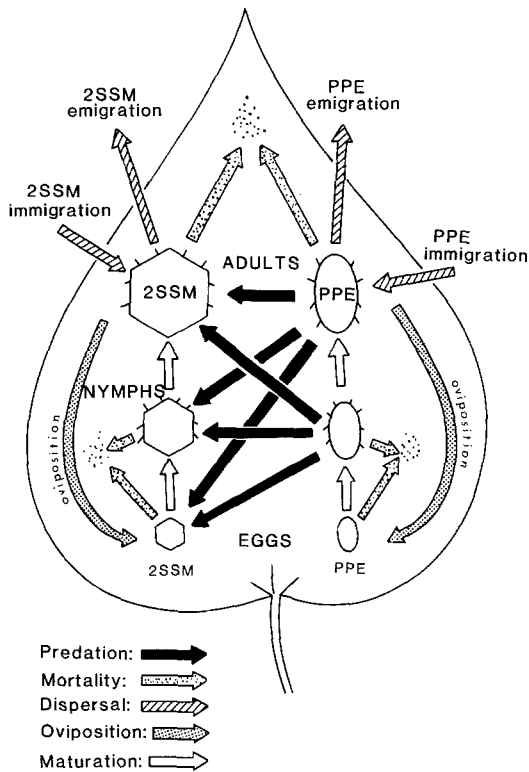 2SSM
emigration
PPE
emigration
2SSM
immigration
PPE
immigration
ADULTS
2SSM
PPE
NYMPHS
oviposition
oviposition
EGGS
2SSM
PPE
Predation:
Mortality:
Dispersal:
Oviposition:
Maturation: